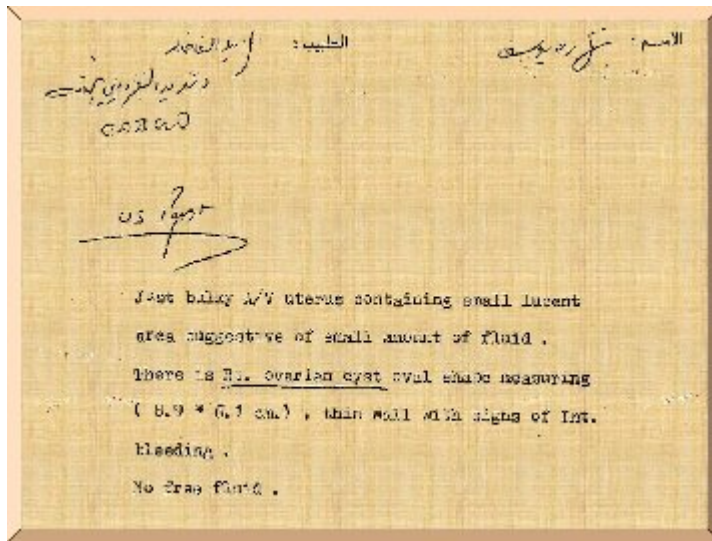 الاسم:
الطبيب:
US
Just bulky A/V uterus containing small lucent
area suggestive of small amount of fluid .
There is Rt. ovarian cyst oval shape measuring
( 8.9 * 6.1 cm.) , thin wall with signs of Int.
bleeding .
No free fluid .